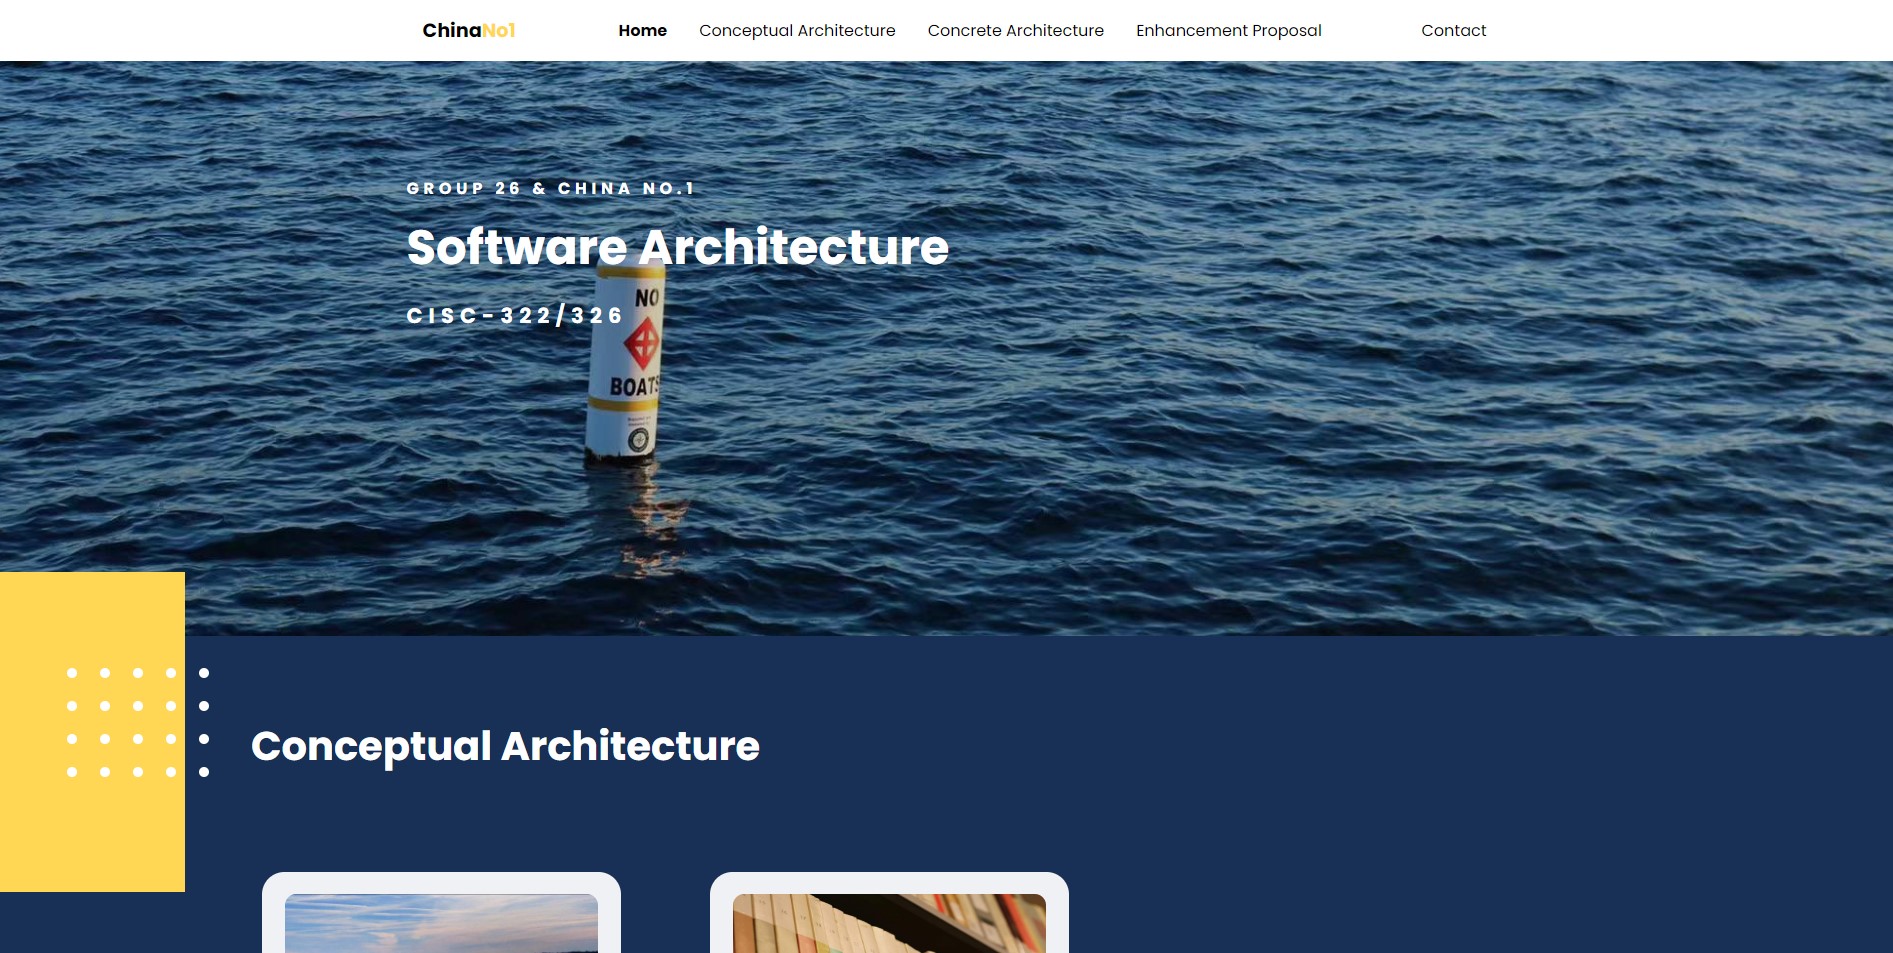 ChinaNo1 Home Conceptual Architecture Concrete Architecture Enhancement Proposal Contact
GROUP 26 & CHINA NO.1
Software Architecture
CISC-322/326
NO
BOATS
Conceptual Architecture